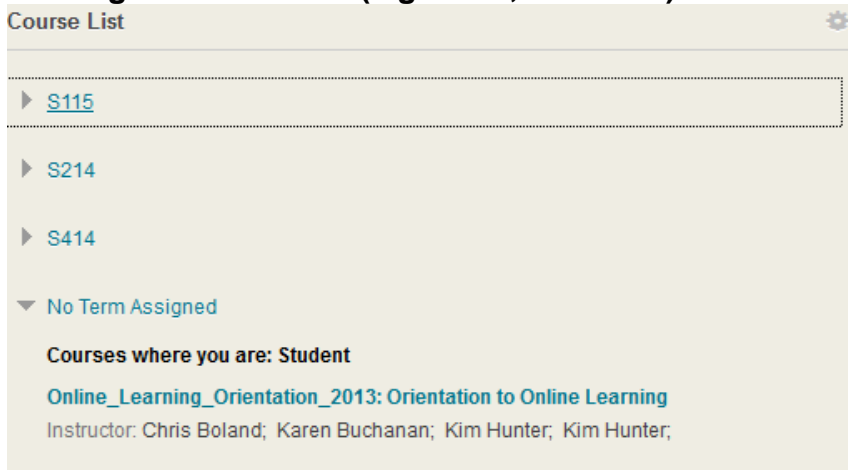 Course List
S115
S214
S414
No Term Assigned
Courses where you are: Student
Online_Learning_Orientation_2013: Orientation to Online Learning
Instructor: Chris Boland; Karen Buchanan; Kim Hunter; Kim Hunter;